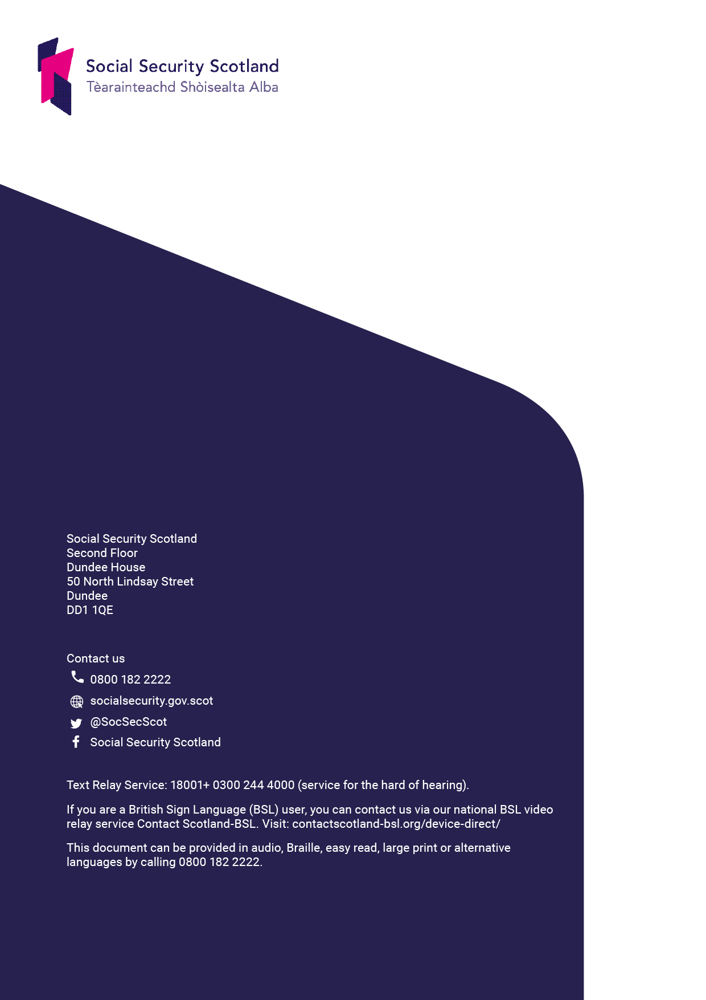 Social Security Scotland
Tèarainteachd Shòisealta Alba
Social Security Scotland
Second Floor
Dundee House
50 North Lindsay Street
Dundee
DD1 1QE
Contact us
0800 182 2222
socialsecurity.gov.scot
@SocSecScot
Social Security Scotland
Text Relay Service: 18001+ 0300 244 4000 (service for the hard of hearing).
If you are a British Sign Language (BSL) user, you can contact us via our national BSL video
relay service Contact Scotland-BSL. Visit: contactscotland-bsl.org/device-direct/
This document can be provided in audio, Braille, easy read, large print or alternative
languages by calling 0800 182 2222.